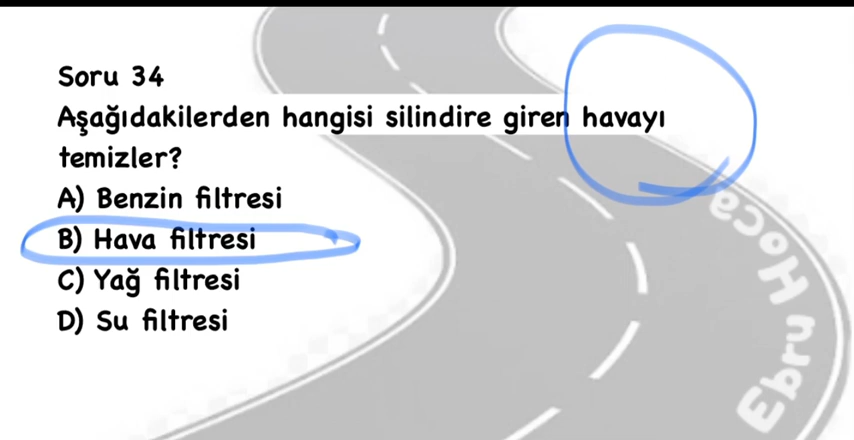 Soru 34
Aşağıdakilerden hangisi silindire giren havayı
temizler?
A) Benzin filtresi
B) Hava filtresi
C) Yağ filtresi
D) Su filtresi
Ebru Hoca